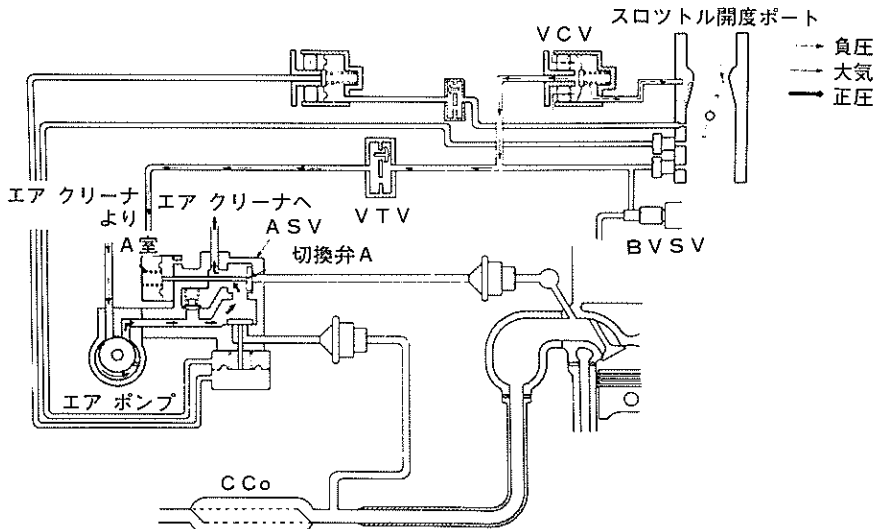 スロットル開度ポート
VCV
負圧
大気
正圧
エア クリーナ
より
エア クリーナへ
VTV
A室
ASV
切換弁A
BVSV
エア ポンプ
CCo